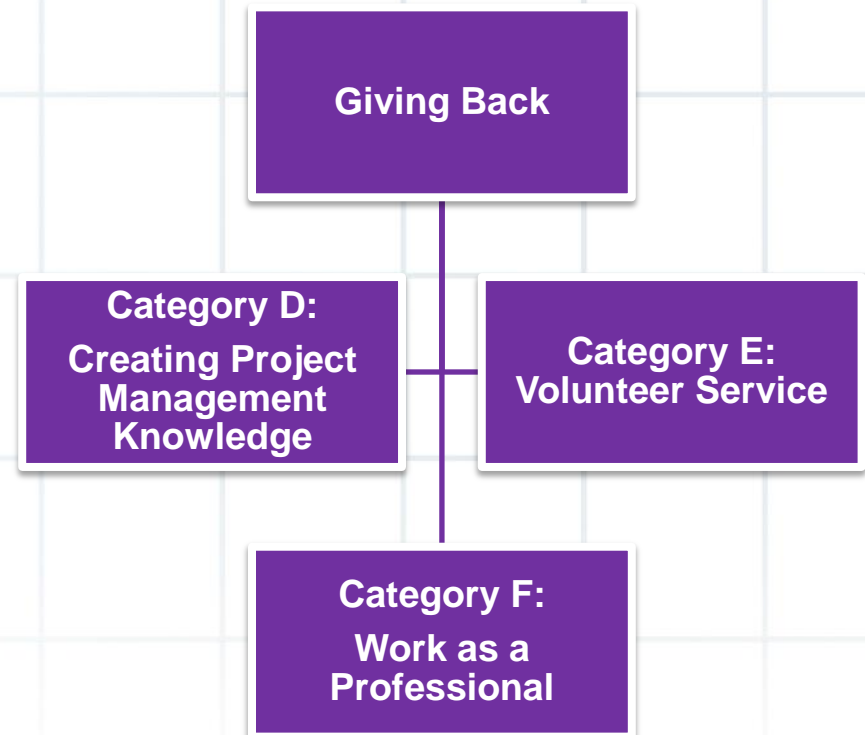 Giving Back
Category D:
Creating Project
Management
Knowledge
Category E:
Volunteer Service
Category F:
Work as a
Professional